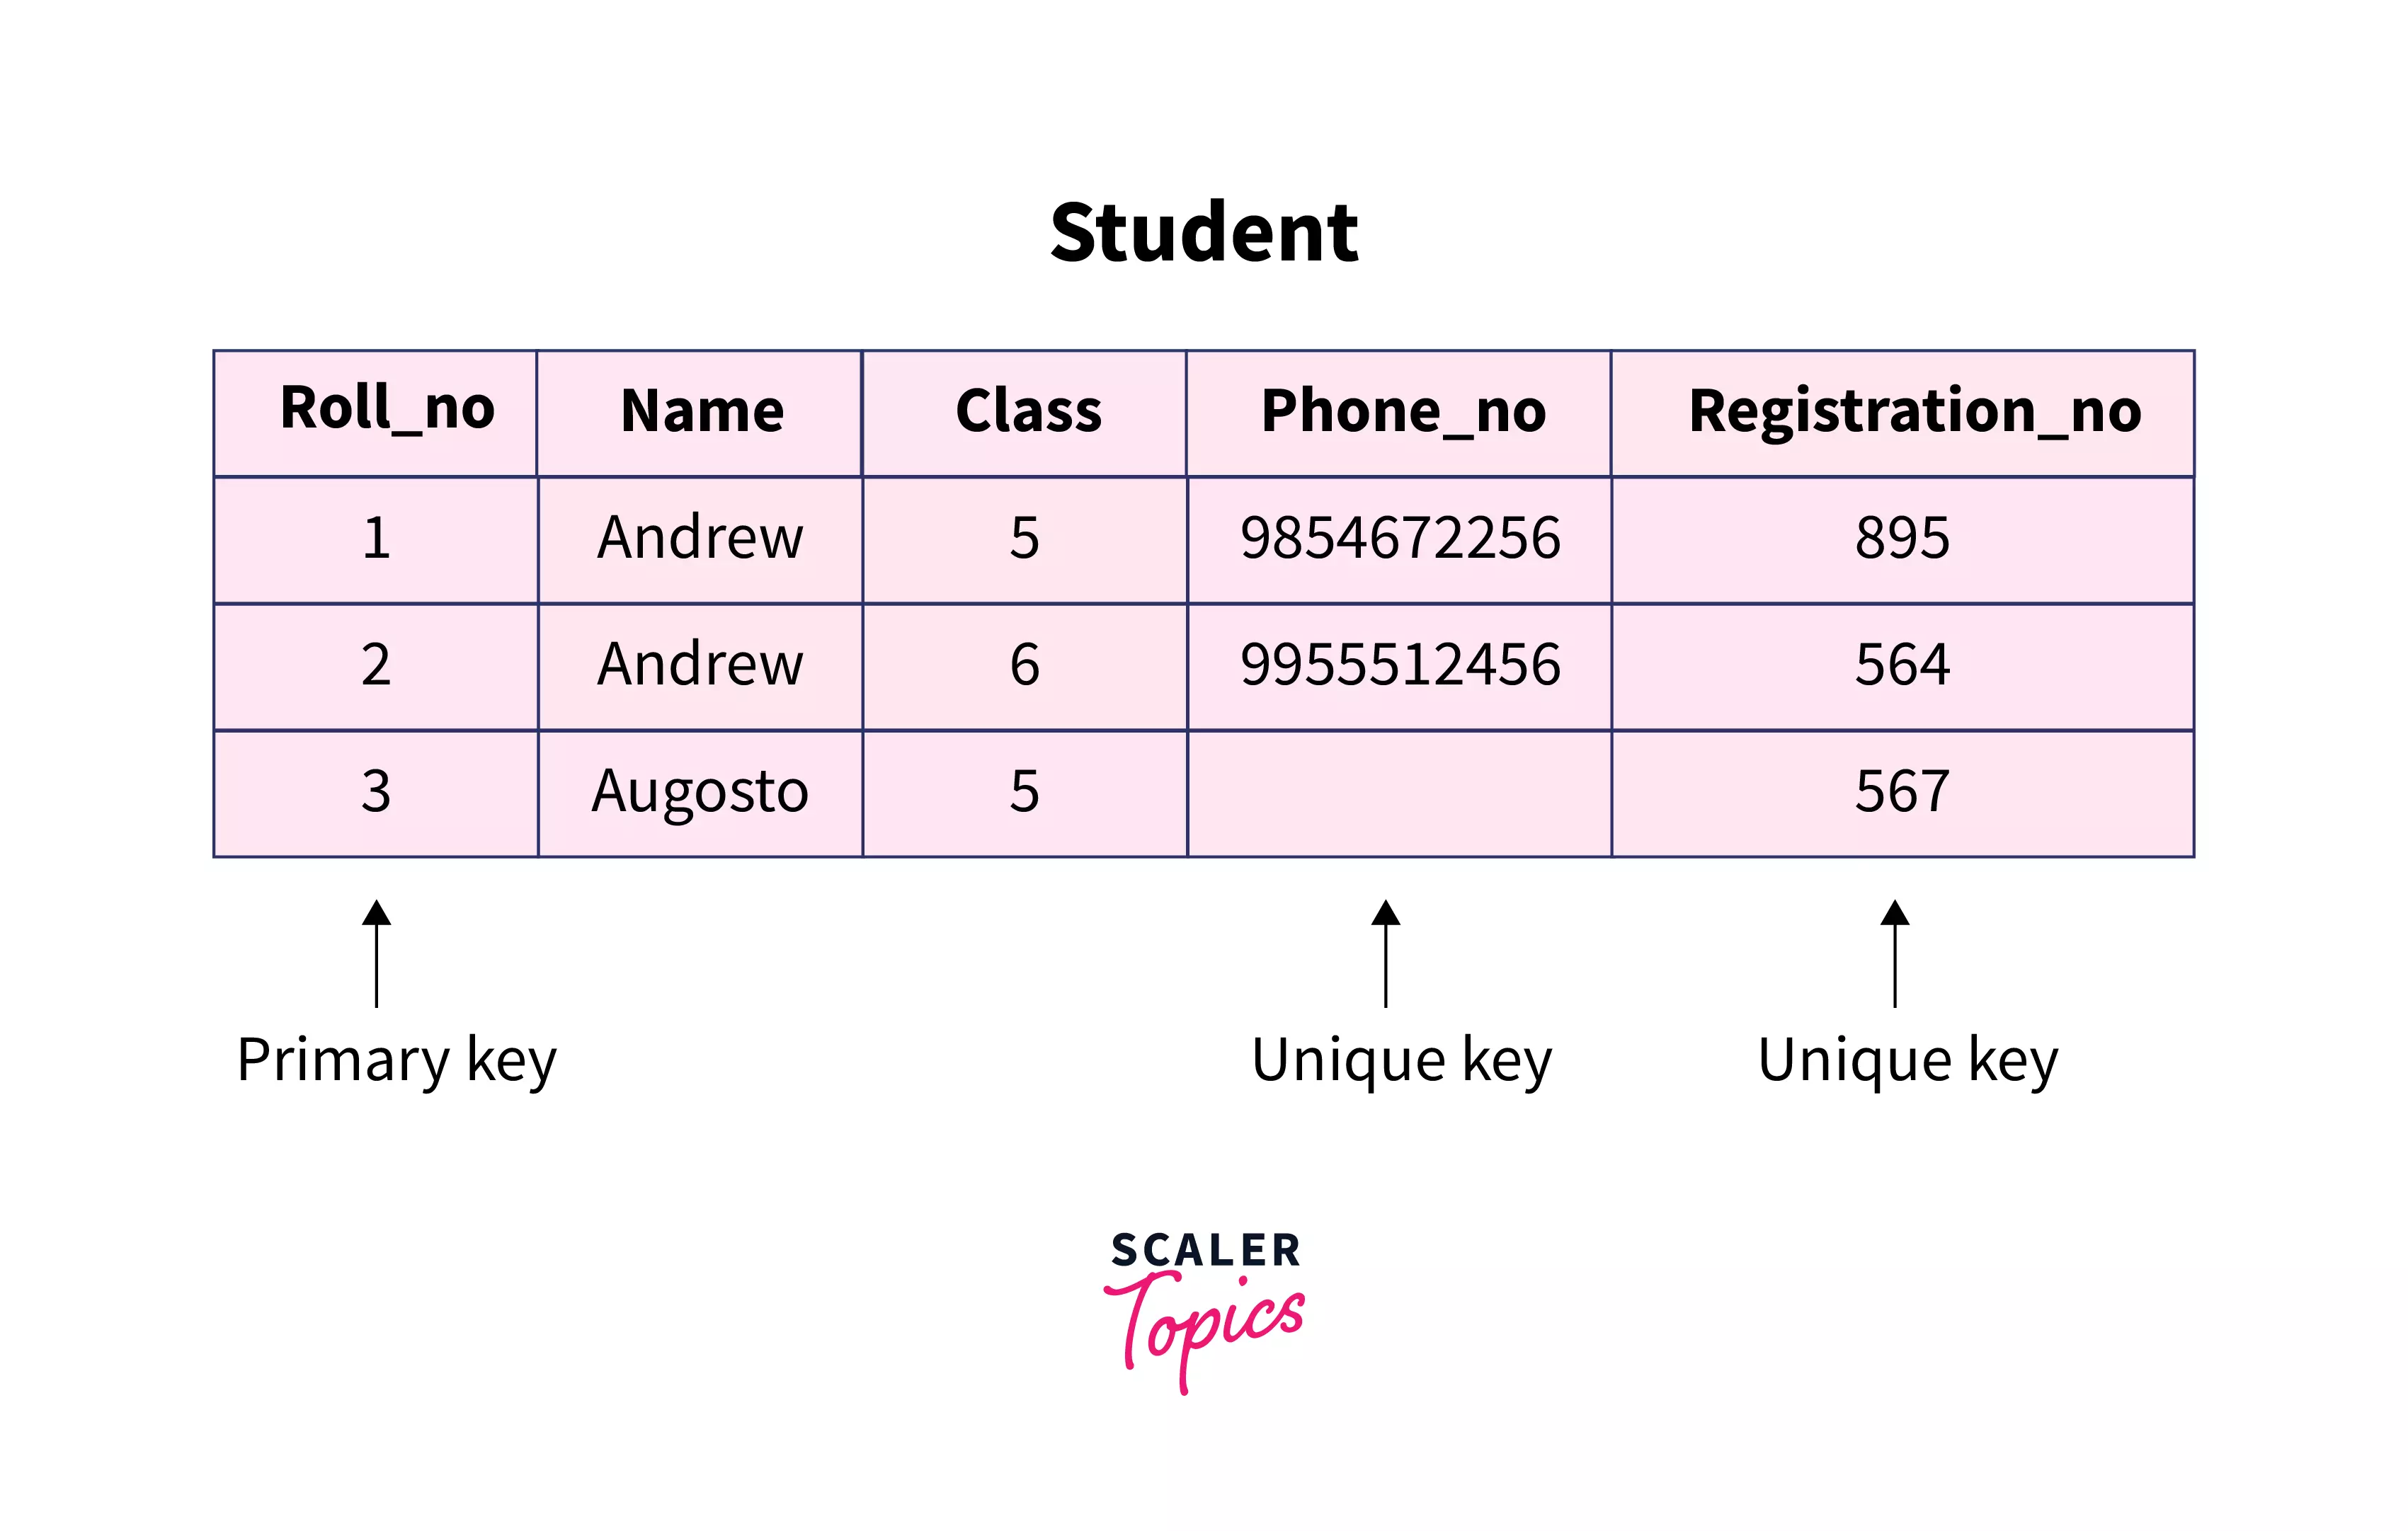 Student
Roll_no Name Class Phone_no Registration_no
1 Andrew 5 9854672256 895
2 Andrew 6 9955512456 564
3 Augosto 5 567
Primary key Unique key Unique key
SCALER
Topics